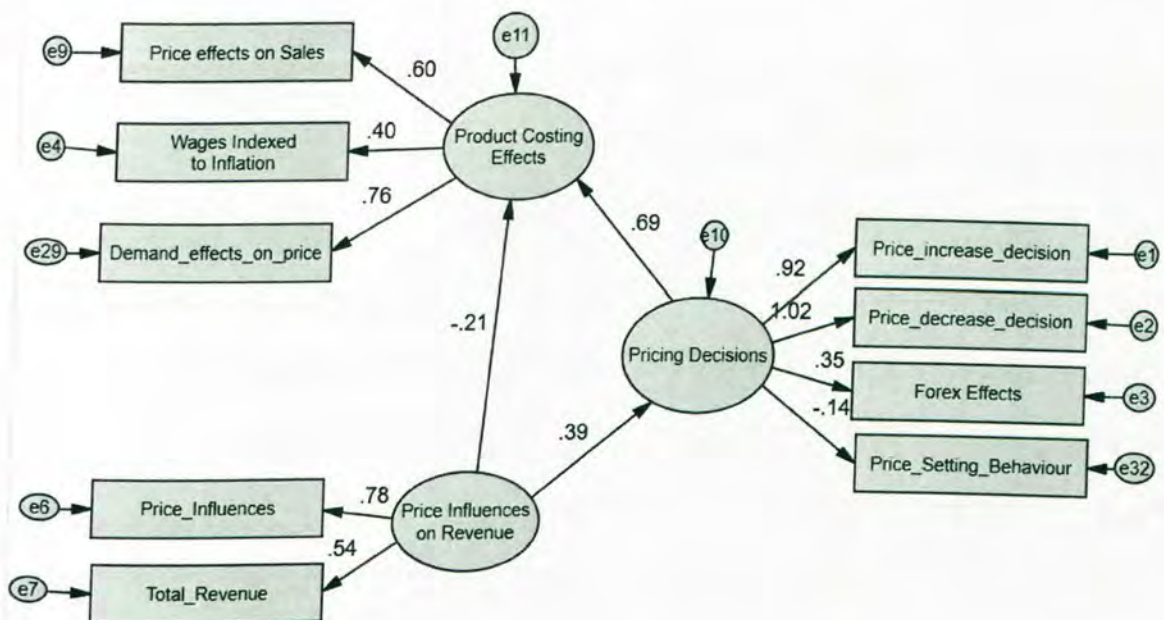 e9
Price effects on Sales
.60
e11
e4
Wages Indexed
to Inflation
.40
Product Costing
Effects
e29
Demand_effects_on_price
.76
.69
e10
-.21
Pricing Decisions
.92
Price_increase_decision
e1
1.02
Price_decrease_decision
e2
.35
Forex Effects
e3
-.14
Price_Setting_Behaviour
e32
.39
e6
Price_Influences
.78
Price Influences
on Revenue
.54
e7
Total_Revenue